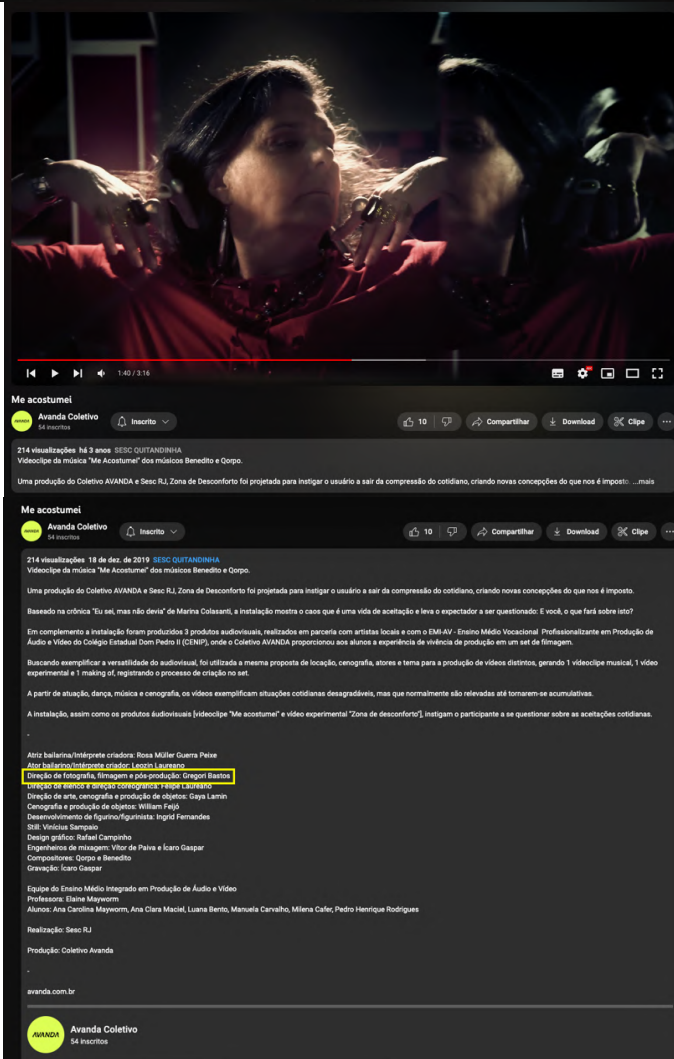 1:40 / 3:16
Me acostumei
AVANDA
Avanda Coletivo
54 inscritos
Inscrito
10
Compartilhar
Download
Clipe
214 visualizações há 3 anos SESC QUITANDINHA
Videoclipe da música "Me Acostumei" dos músicos Benedito e Qorpo.
Uma produção do Coletivo AVANDA e Sesc RJ, Zona de Desconforto foi projetada para instigar o usuário a sair da compressão do cotidiano, criando novas concepções do que nos é imposto. ...mais
Me acostumei
AVANDA
Avanda Coletivo
54 inscritos
Inscrito
10
Compartilhar
Download
Clipe
214 visualizações 18 de dez. de 2019 SESC QUITANDINHA
Videoclipe da música "Me Acostumei" dos músicos Benedito e Qorpo.
Uma produção do Coletivo AVANDA e Sesc RJ, Zona de Desconforto foi projetada para instigar o usuário a sair da compressão do cotidiano, criando novas concepções do que nos é imposto.
Baseado na crônica "Eu sei, mas não devia" de Marina Colasanti, a instalação mostra o caos que é uma vida de aceitação e leva o expectador a ser questionado: E você, o que fará sobre isto?
Em complemento a instalação foram produzidos 3 produtos audiovisuais, realizados em parceria com artistas locais e com o EMI-AV - Ensino Médio Vocacional Profissionalizante em Produção de
Áudio e Vídeo do Colégio Estadual Dom Pedro II (CENIP), onde o Coletivo AVANDA proporcionou aos alunos a experiência de vivência de produção em um set de filmagem.
Buscando exemplificar a versatilidade do audiovisual, foi utilizada a mesma proposta de locação, cenografia, atores e tema para a produção de vídeos distintos, gerando 1 vídeoclipe musical, 1 vídeo
experimental e 1 making of, registrando o processo de criação no set.
A partir de atuação, dança, música e cenografia, os vídeos exemplificam situações cotidianas desagradáveis, mas que normalmente são relevadas até tornarem-se acumulativas.
A instalação, assim como os produtos áudiovisuais [videoclipe "Me acostumei" e vídeo experimental "Zona de desconforto"], instigam o participante a se questionar sobre as aceitações cotidianas.
-
Atriz bailarina/Intérprete criadora: Rosa Müller Guerra Peixe
Ator bailarino/Intérprete criador: Leozin Laureano
Direção de fotografia, filmagem e pós-produção: Gregori Bastos
Direção de elenco e direção coreográfica: Felipe Laureano
Direção de arte, cenografia e produção de objetos: Gaya Lamin
Cenografia e produção de objetos: William Feijó
Desenvolvimento de figurino/figurinista: Ingrid Fernandes
Still: Vinícius Sampaio
Design gráfico: Rafael Campinho
Engenheiros de mixagem: Vítor de Paiva e Ícaro Gaspar
Compositores: Qorpo e Benedito
Gravação: Ícaro Gaspar
Equipe do Ensino Médio Integrado em Produção de Áudio e Vídeo
Professora: Elaine Mayworm
Alunos: Ana Carolina Mayworm, Ana Clara Maciel, Luana Bento, Manuela Carvalho, Milena Cafer, Pedro Henrique Rodrigues
Realização: Sesc RJ
Produção: Coletivo Avanda
-
avanda.com.br
AVANDA
Avanda Coletivo
54 inscritos